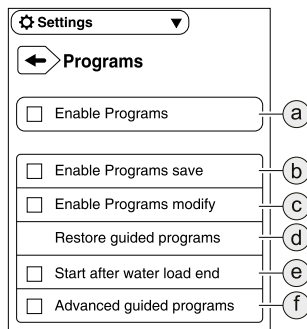 Settings
Programs
Enable Programs
a
Enable Programs save
b
Enable Programs modify
c
Restore guided programs
d
Start after water load end
e
Advanced guided programs
f